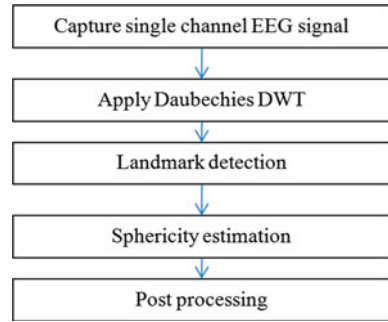 Capture single channel EEG signal
Apply Daubechies DWT
Landmark detection
Sphericity estimation
Post processing